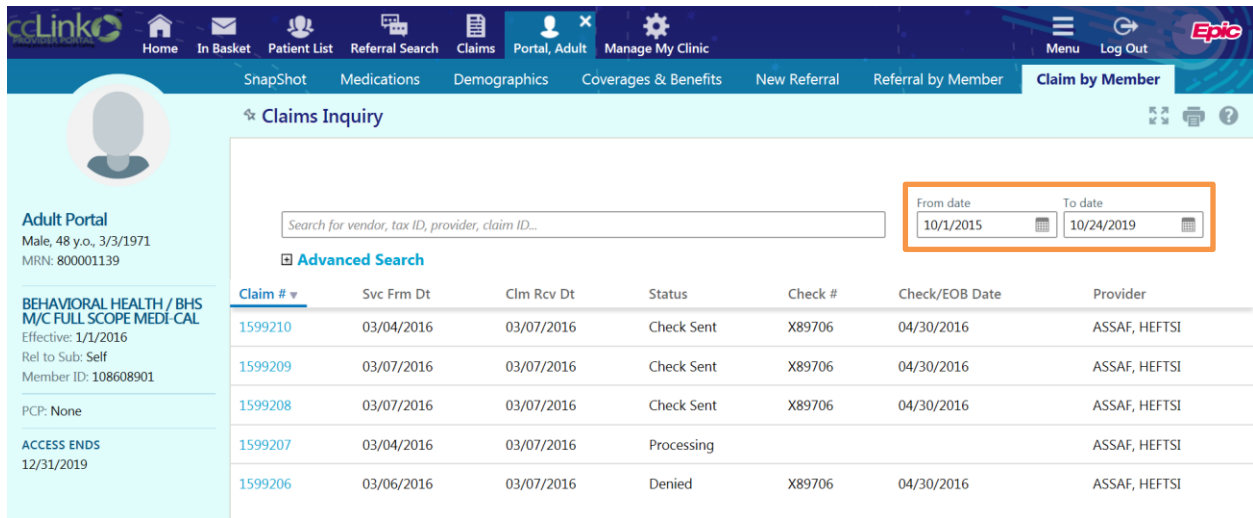 ccLink
PROVIDER PORTAL
Home In Basket Patient List Referral Search Claims Portal, Adult Manage My Clinic Menu Log Out Epic
SnapShot Medications Demographics Coverages & Benefits New Referral Referral by Member Claim by Member
Claims Inquiry
Adult Portal
Male, 48 y.o., 3/3/1971
MRN: 800001139
BEHAVIORAL HEALTH / BHS
M/C FULL SCOPE MEDI-CAL
Effective: 1/1/2016
Rel to Sub: Self
Member ID: 108608901
PCP: None
ACCESS ENDS
12/31/2019
From date To date
Search for vendor, tax ID, provider, claim ID... 10/1/2015 10/24/2019
Advanced Search
Claim # Svc Frm Dt Clm Rcv Dt Status Check # Check/EOB Date Provider
1599210 03/04/2016 03/07/2016 Check Sent X89706 04/30/2016 ASSAF, HEFTSI
1599209 03/07/2016 03/07/2016 Check Sent X89706 04/30/2016 ASSAF, HEFTSI
1599208 03/07/2016 03/07/2016 Check Sent X89706 04/30/2016 ASSAF, HEFTSI
1599207 03/04/2016 03/07/2016 Processing ASSAF, HEFTSI
1599206 03/06/2016 03/07/2016 Denied X89706 04/30/2016 ASSAF, HEFTSI